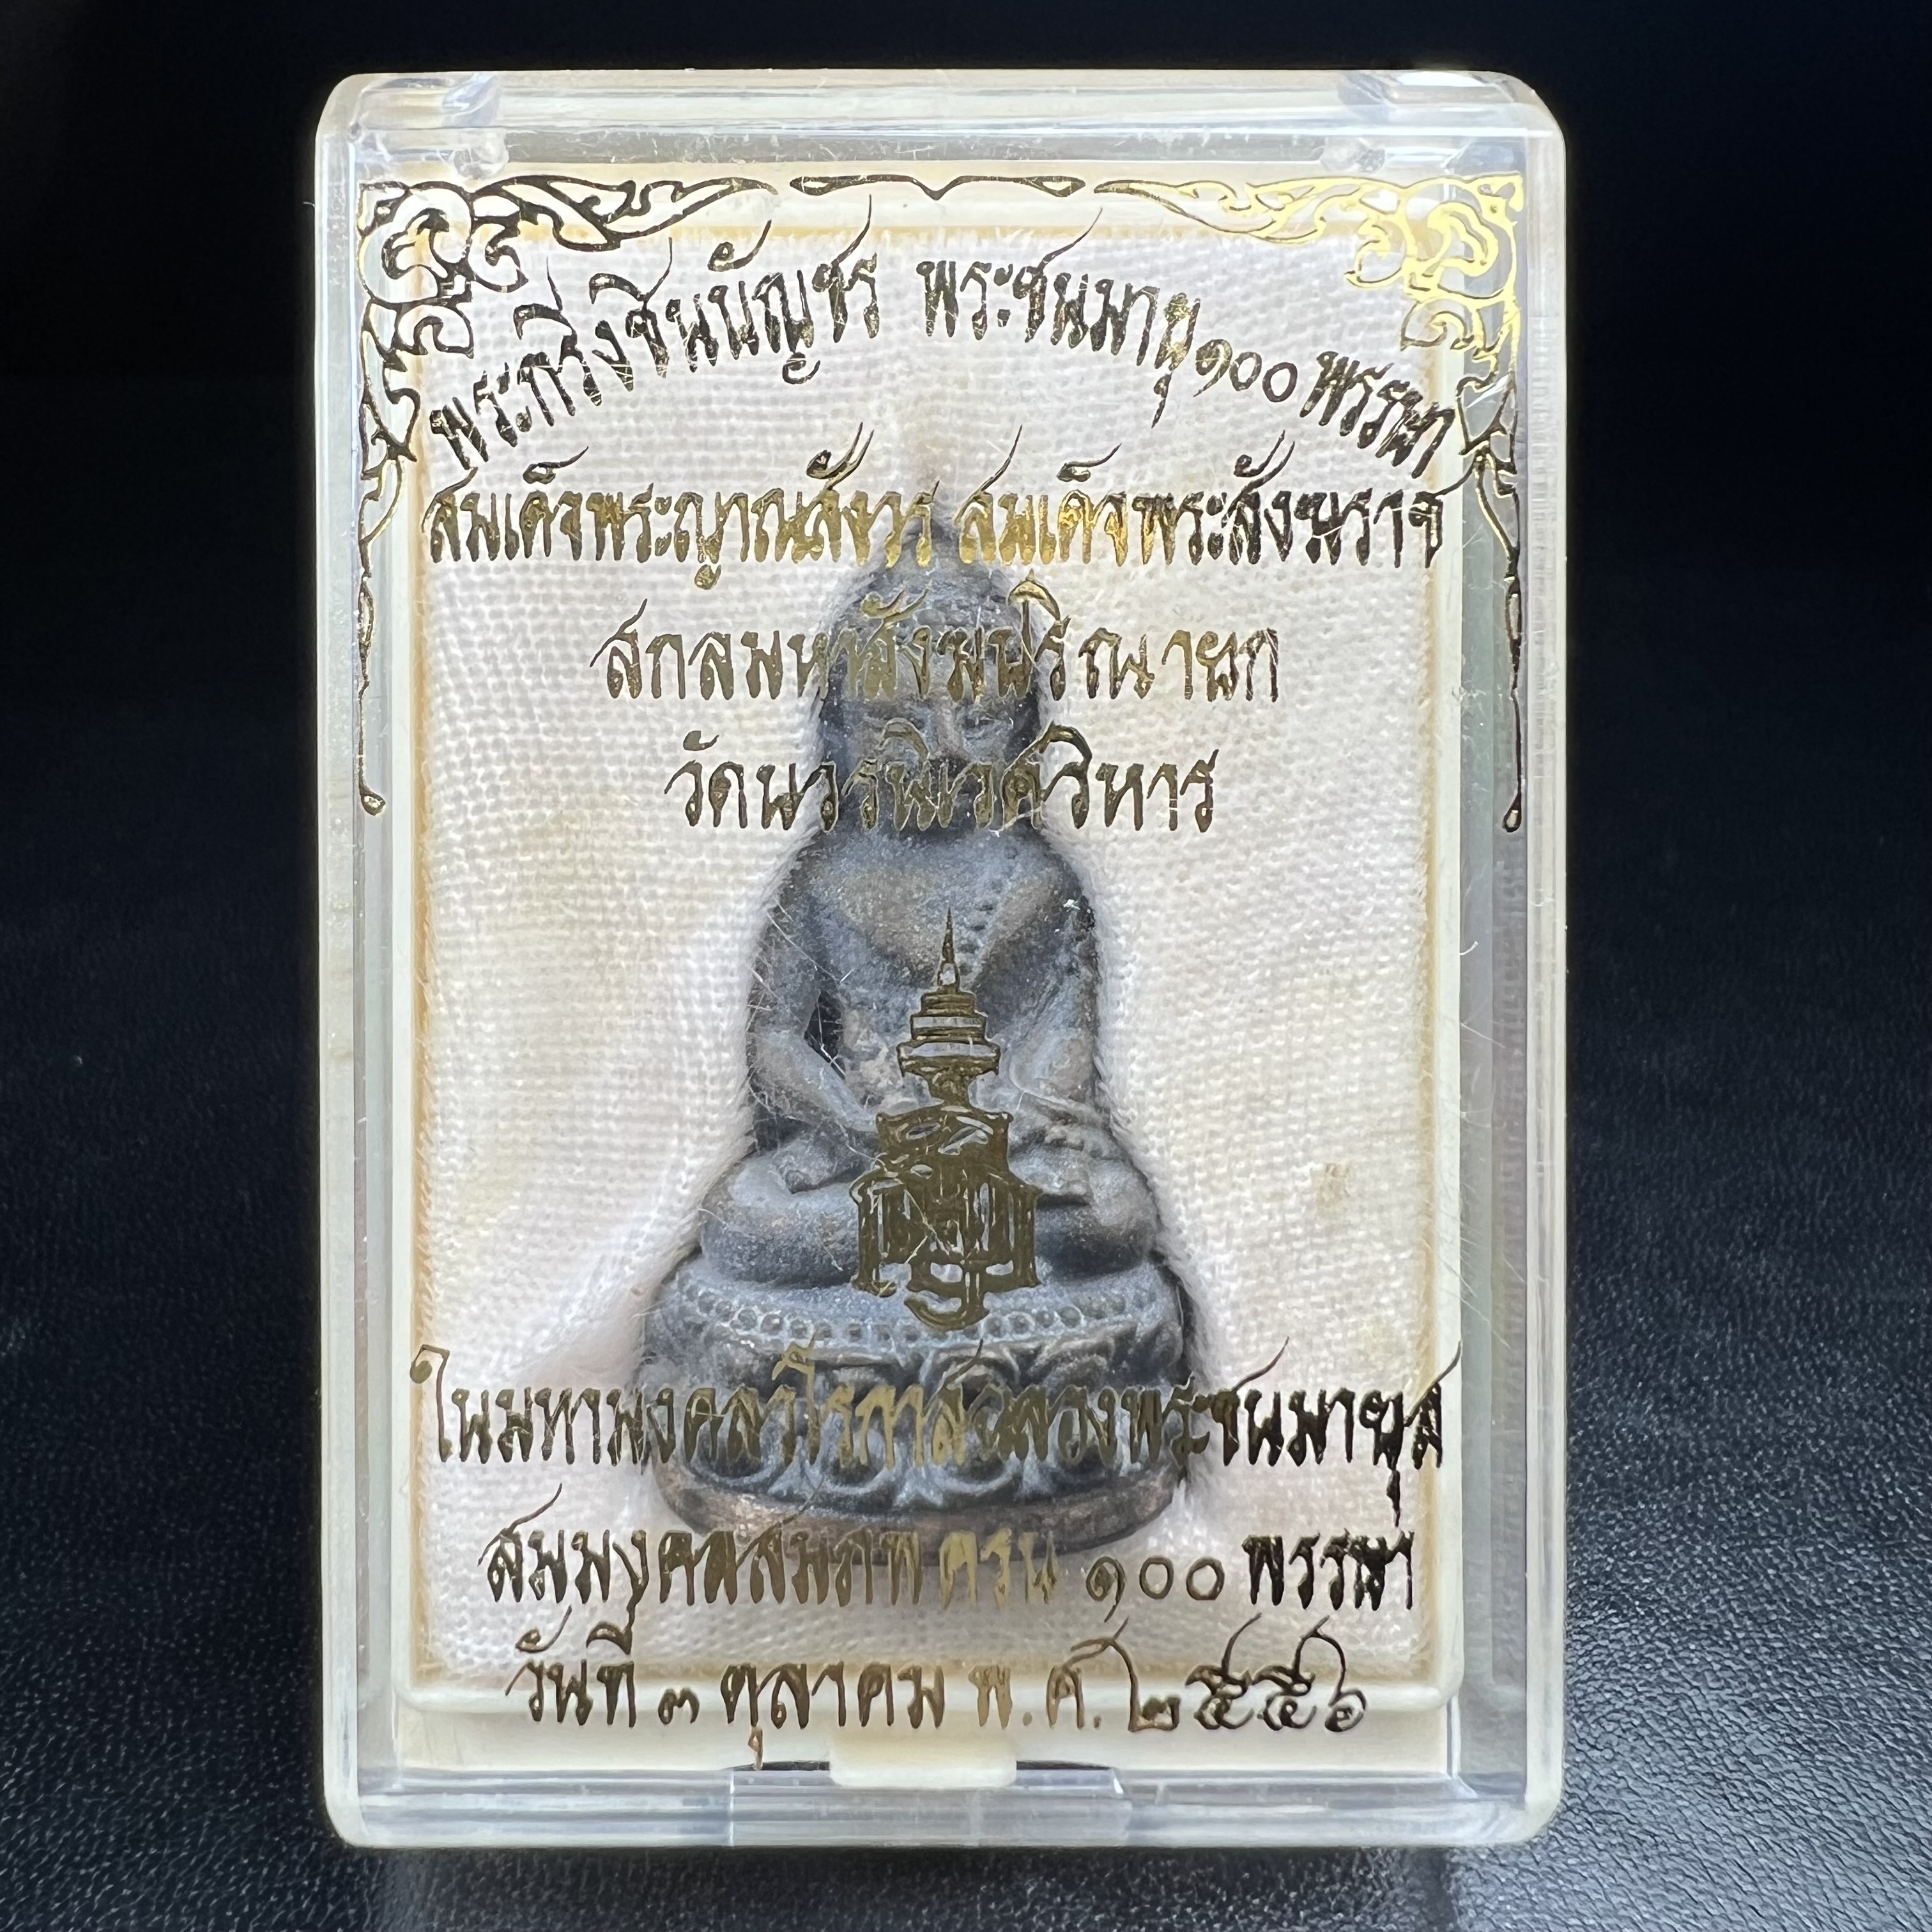 พระกริ่งชินบัญชร พระชนมายุ ๑๐๐ พรรษา
สมเด็จพระญาณสังวร สมเด็จพระสังฆราช
สกลมหาสังฆปริณายก
วัดบวรนิเวศวิหาร
ในมหามงคลวโรกาสฉลองพระชนมายุส
สมมงคลสมภพ ครบ ๑๐๐ พรรษา
วันที่ ๓ ตุลาคม พ.ศ. ๒๕๕๖